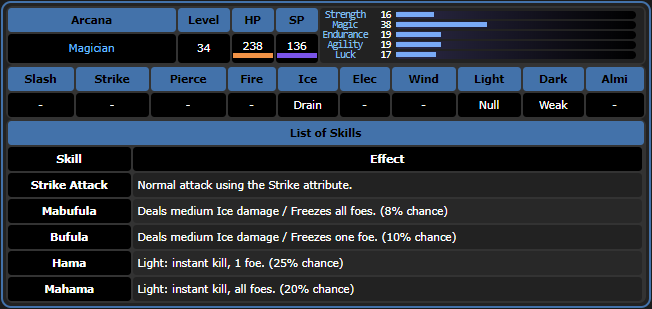 Arcana Level HP SP
Magician 34 238 136
Strength 16
Magic 38
Endurance 19
Agility 19
Luck 17
Slash Strike Pierce Fire Ice Elec Wind Light Dark Almi
- - - - Drain - - Null Weak -
List of Skills
Skill Effect
Strike Attack Normal attack using the Strike attribute.
Mabufula Deals medium Ice damage / Freezes all foes. (8% chance)
Bufula Deals medium Ice damage / Freezes one foe. (10% chance)
Hama Light: instant kill, 1 foe. (25% chance)
Mahama Light: instant kill, all foes. (20% chance)